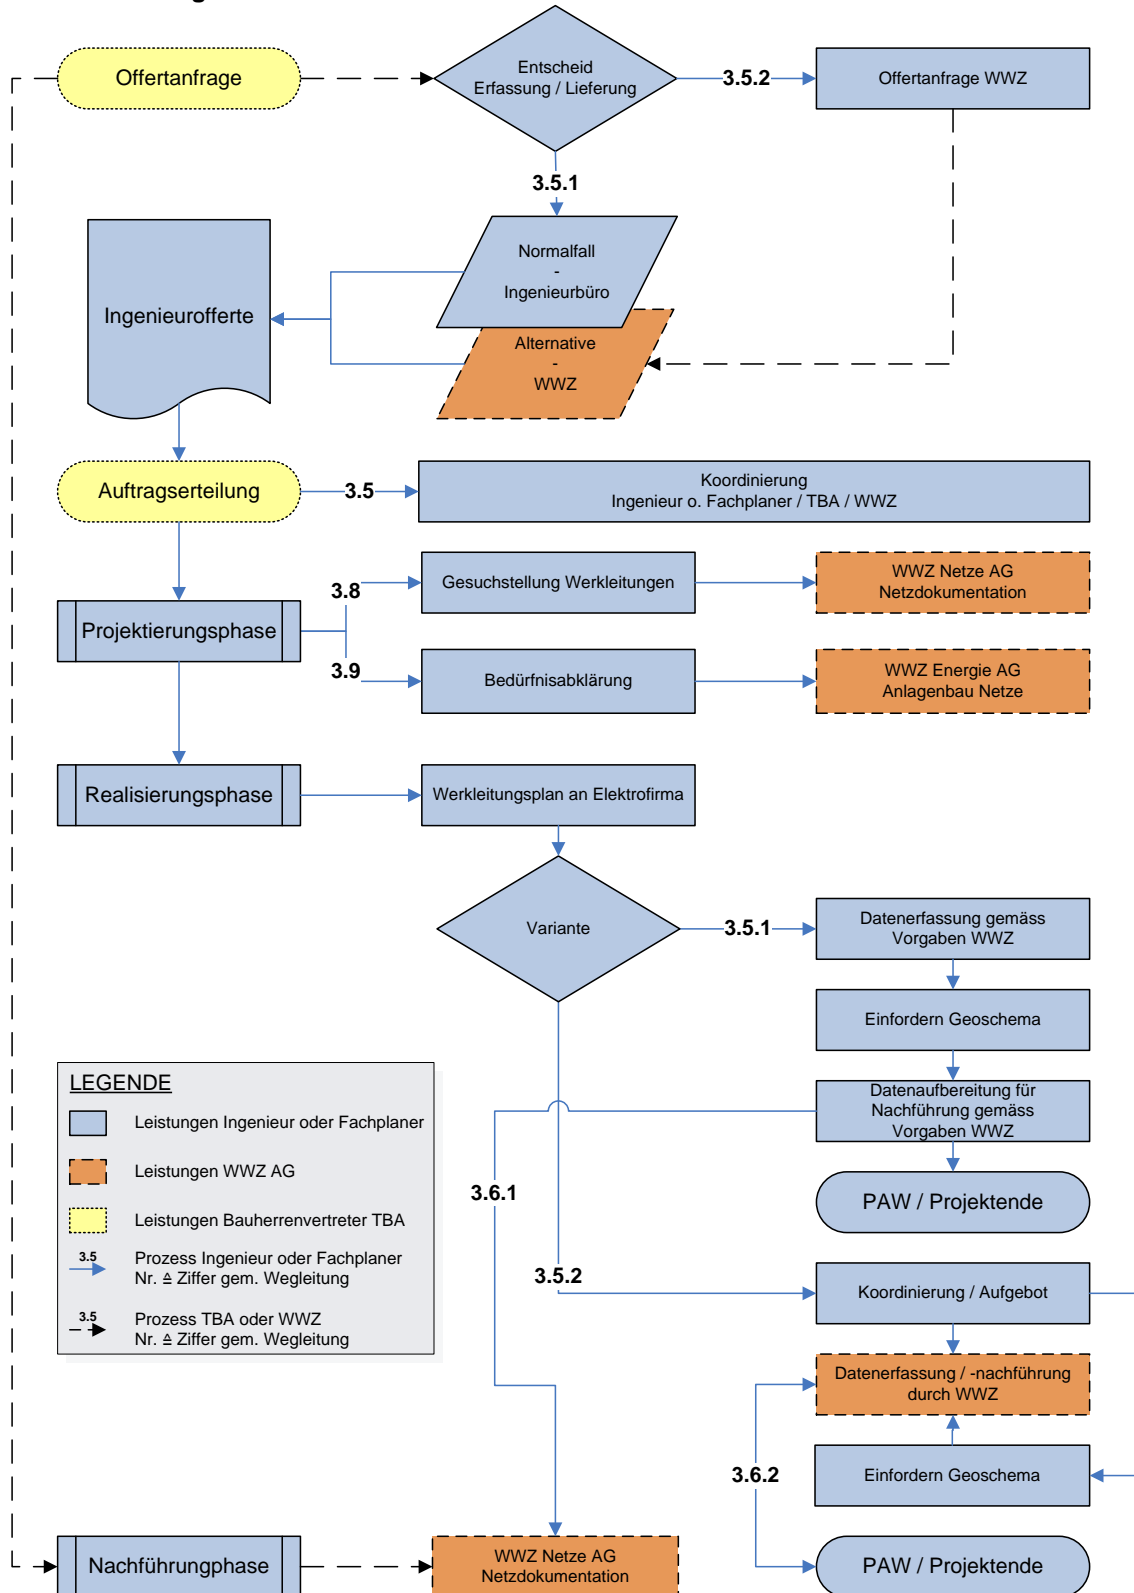 Offertanfrage
Entscheid
Erfassung / Lieferung
3.5.2
Offertanfrage WWZ
3.5.1
Normalfall
-
Ingenieurbüro
Ingenieurofferte
Alternative
-
WWZ
Auftragserteilung
3.5
Koordinierung
Ingenieur o. Fachplaner / TBA / WWZ
3.8
Gesuchstellung Werkleitungen
WWZ Netze AG
Netzdokumentation
Projektierungsphase
3.9
Bedürfnisabklärung
WWZ Energie AG
Anlagenbau Netze
Realisierungsphase
Werkleitungsplan an Elektrofirma
Variante
3.5.1
Datenerfassung gemäss
Vorgaben WWZ
Einfordern Geoschema
Datenaufbereitung für
Nachführung gemäss
Vorgaben WWZ
PAW / Projektende
LEGENDE
Leistungen Ingenieur oder Fachplaner
Leistungen WWZ AG
Leistungen Bauherrenvertreter TBA
3.5
Prozess Ingenieur oder Fachplaner
Nr. ≙ Ziffer gem. Wegleitung
3.5
Prozess TBA oder WWZ
Nr. ≙ Ziffer gem. Wegleitung
3.6.1
3.5.2
Koordinierung / Aufgebot
Datenerfassung / -nachführung
durch WWZ
3.6.2
Einfordern Geoschema
Nachführungphase
WWZ Netze AG
Netzdokumentation
PAW / Projektende